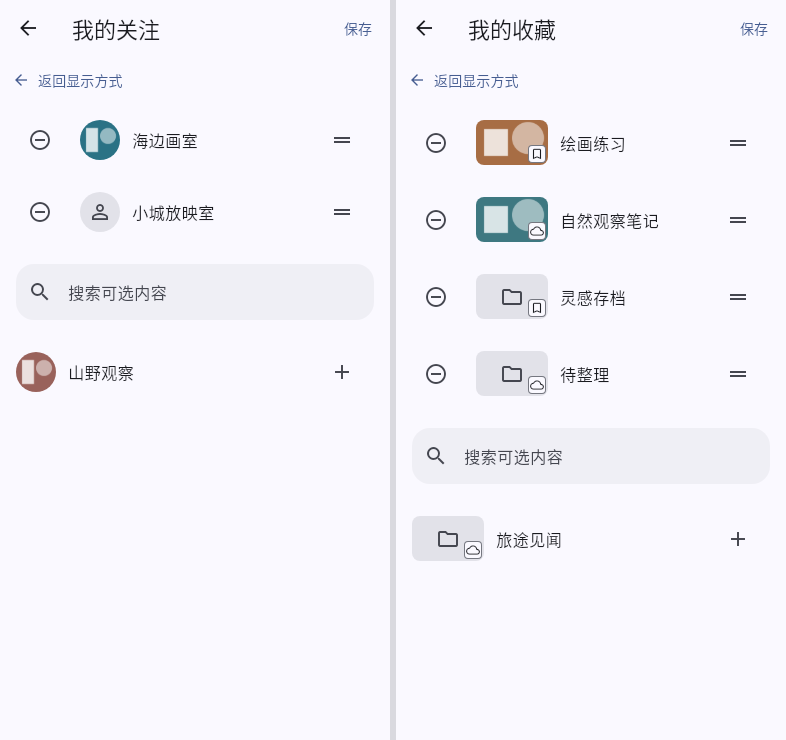 我的关注
保存
返回显示方式
海边画室
小城放映室
搜索可选内容
山野观察
我的收藏
保存
返回显示方式
绘画练习
自然观察笔记
灵感存档
待整理
搜索可选内容
旅途见闻